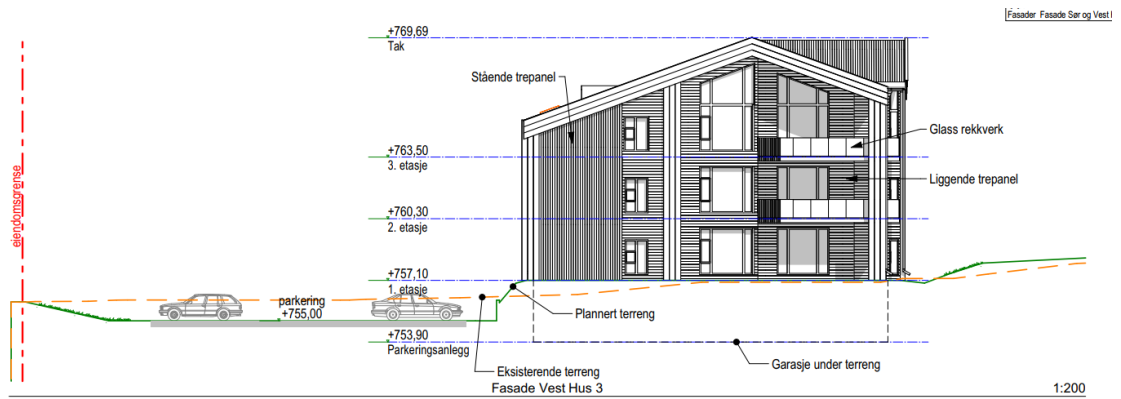 Fasader Fasade Sør og Vest
+769,69
Tak
Stående trepanel
Glass rekkverk
+763,50
3. etasje
Liggende trepanel
eiendomsgrense
+760,30
2. etasje
+757,10
1. etasje
parkering
+755,00
Plannert terreng
+753,90
Parkeringsanlegg
Garasje under terreng
Eksisterende terreng
Fasade Vest Hus 3
1:200